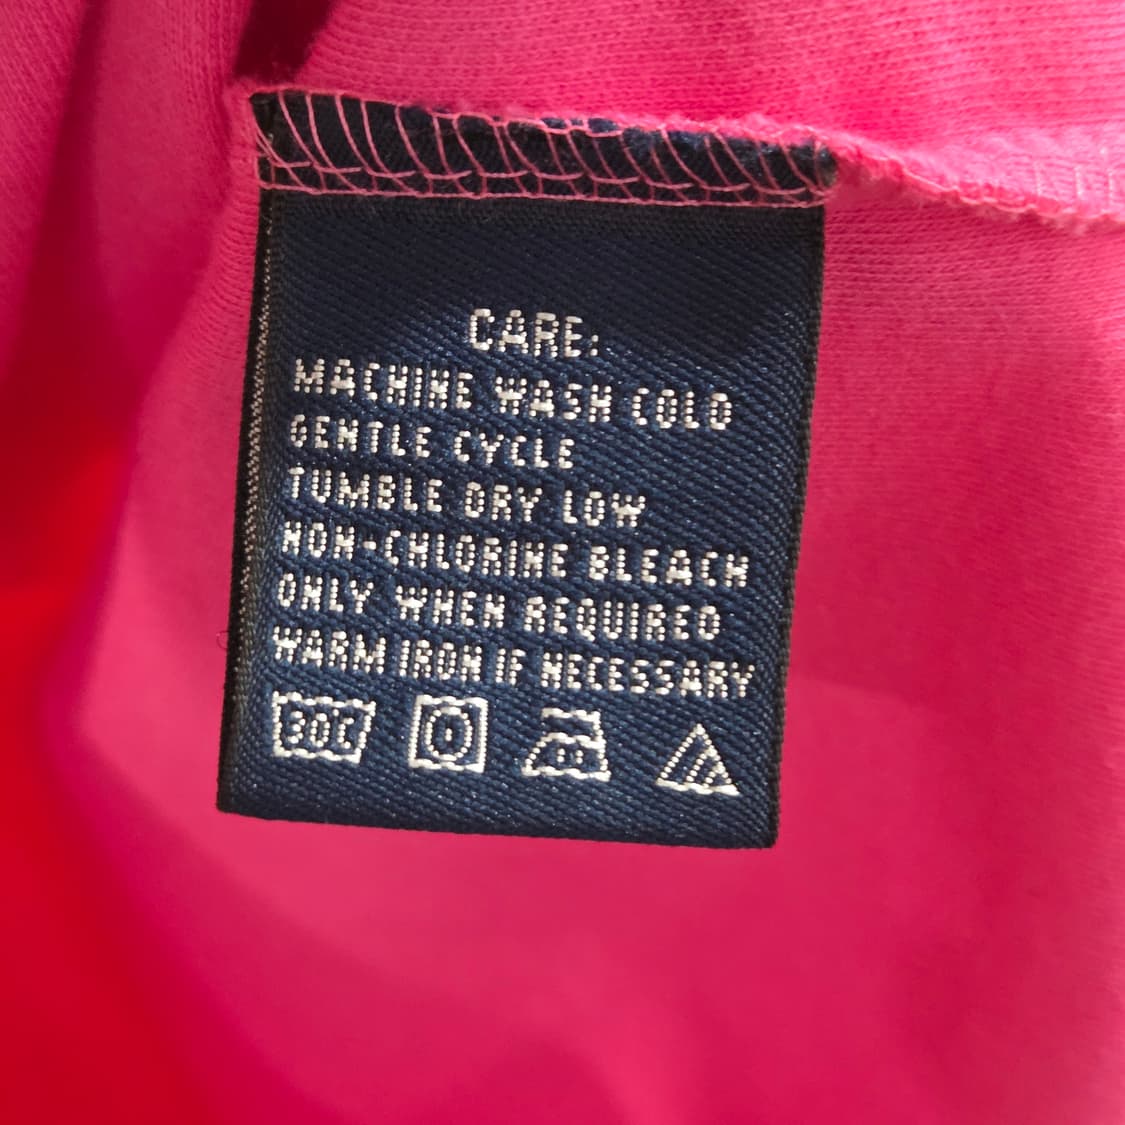 CARE:
MACHINE WASH COLD
GENTLE CYCLE
TUMBLE DRY LOW
NON-CHLORINE BLEACH
ONLY WHEN REQUIRED
WARM IRON IF NECESSARY
30C